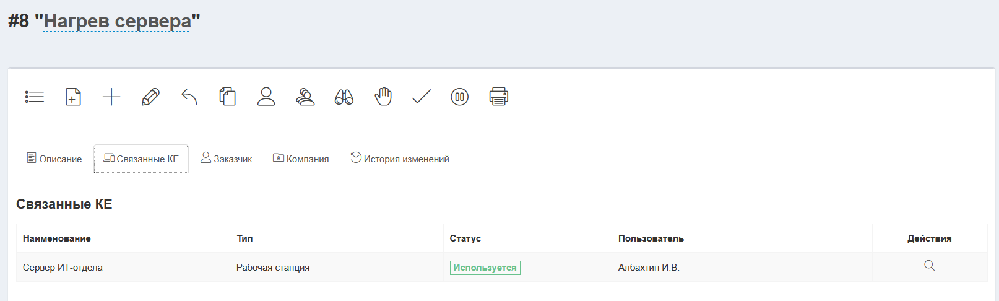 #8 "Нагрев сервера"
Описание Связанные КЕ Заказчик Компания История изменений
Связанные КЕ
Наименование Тип Статус Пользователь Действия
Сервер ИТ-отдела Рабочая станция Используется Албахтин И.В.